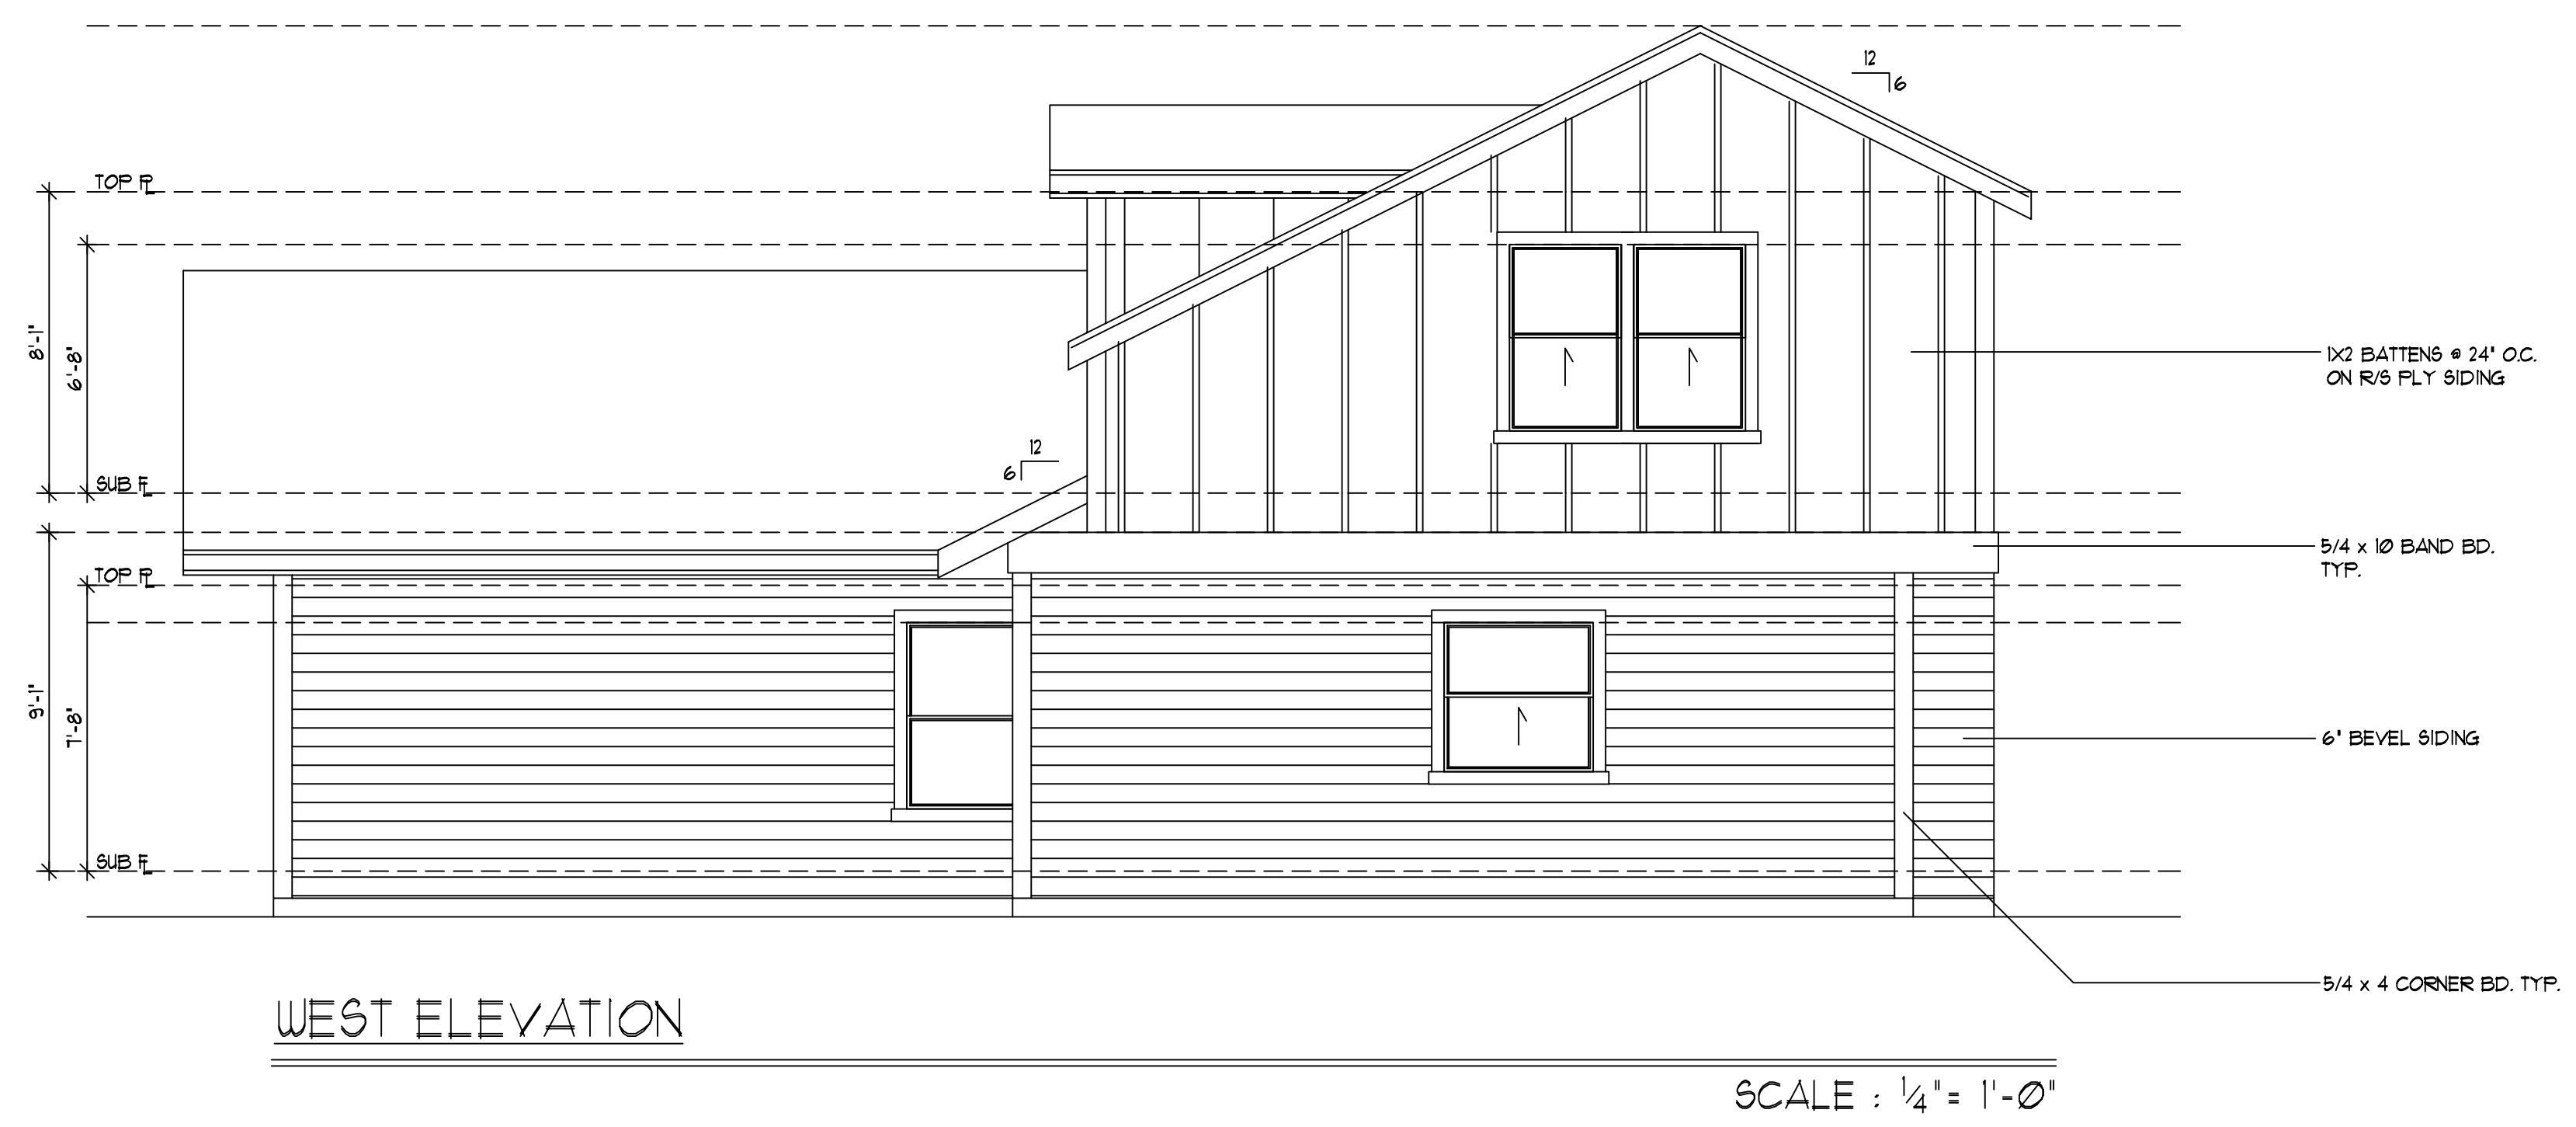 12
6
TOP PL
8'-1"
6'-8"
1X2 BATTENS @ 24" O.C.
ON R/S PLY SIDING
12
6
SUB FL
5/4 x 10 BAND BD.
TYP.
TOP PL
9'-1"
7'-8"
6" BEVEL SIDING
SUB FL
5/4 x 4 CORNER BD. TYP.
WEST ELEVATION
SCALE : 1/4"= 1'-0"